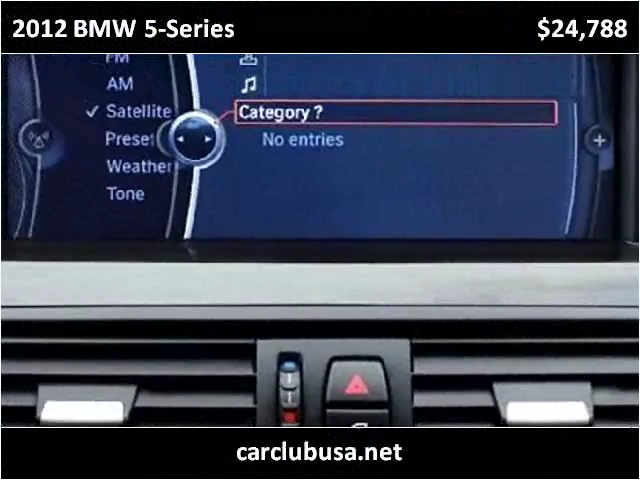 2012 BMW 5-Series
$24,788
FM
AM
Satellite
Category ?
Preset
No entries
Weather
Tone
carclubusa.net